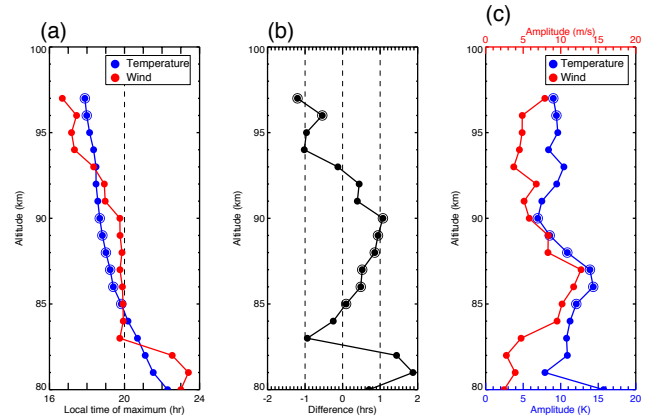 (a)
(b)
(c)
Amplitude (m/s)
0 5 10 15 20
100
95
90
85
80
Altitude (km)
Temperature
Wind
16 20 24
Local time of maximum (hr)
100
95
90
85
80
Altitude (km)
-2 -1 0 1 2
Difference (hrs)
100
95
90
85
80
Altitude (km)
Temperature
Wind
0 5 10 15 20
Amplitude (K)